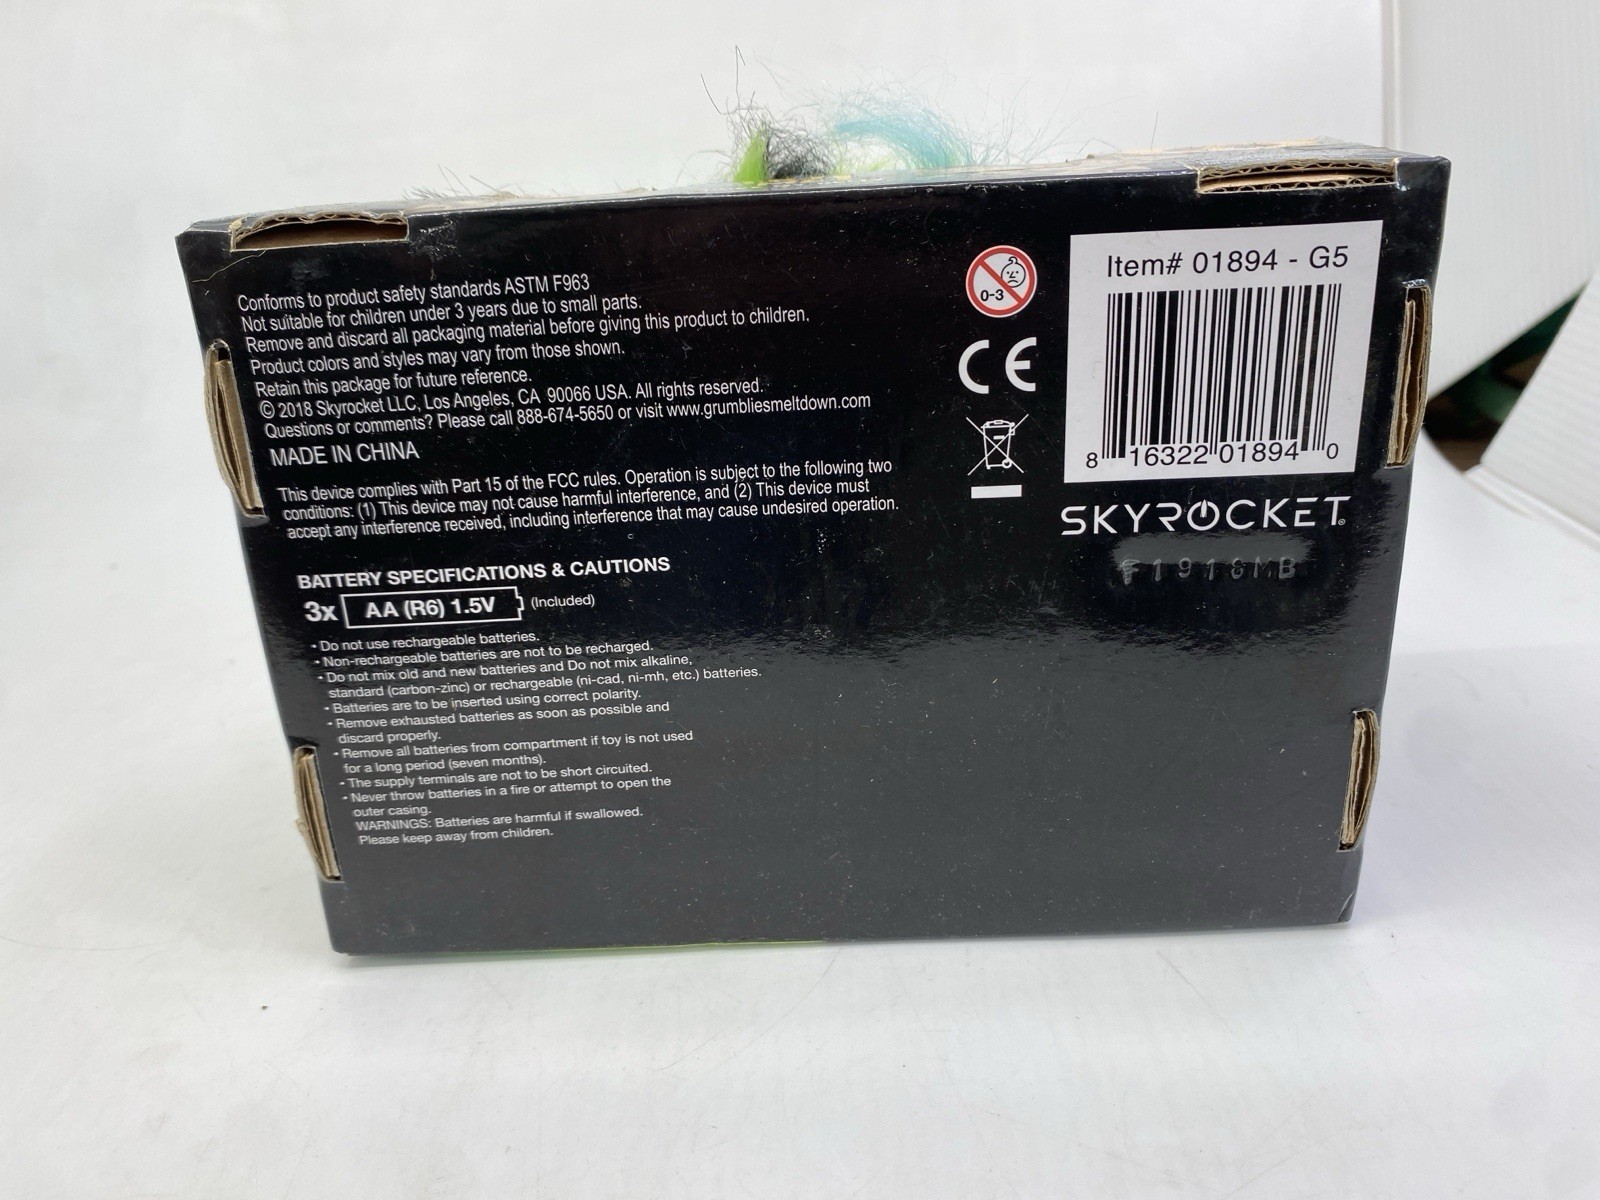 Conforms to product safety standards ASTM F963
Not suitable for children under 3 years due to small parts.
Remove and discard all packaging material before giving this product to children.
Product colors and styles may vary from those shown.
Retain this package for future reference.
© 2018 Skyrocket LLC, Los Angeles, CA 90066 USA. All rights reserved.
Questions or comments? Please call 888-674-5650 or visit www.grumbliesmeltdown.com
MADE IN CHINA
This device complies with Part 15 of the FCC rules. Operation is subject to the following two
conditions: (1) This device may not cause harmful interference, and (2) This device must
accept any interference received, including interference that may cause undesired operation.
BATTERY SPECIFICATIONS & CAUTIONS
3x AA (R6) 1.5V (Included)
• Do not use rechargeable batteries.
• Non-rechargeable batteries are not to be recharged.
• Do not mix old and new batteries and Do not mix alkaline,
standard (carbon-zinc) or rechargeable (ni-cad, ni-mh, etc.) batteries.
• Batteries are to be inserted using correct polarity.
• Remove exhausted batteries as soon as possible and
discard properly.
• Remove all batteries from compartment if toy is not used
for a long period (seven months).
• The supply terminals are not to be short circuited.
• Never throw batteries in a fire or attempt to open the
outer casing.
WARNINGS: Batteries are harmful if swallowed.
Please keep away from children.
0-3
CE
Item# 01894 - G5
8 16322 01894 0
SKYROCKET®
F1918MB